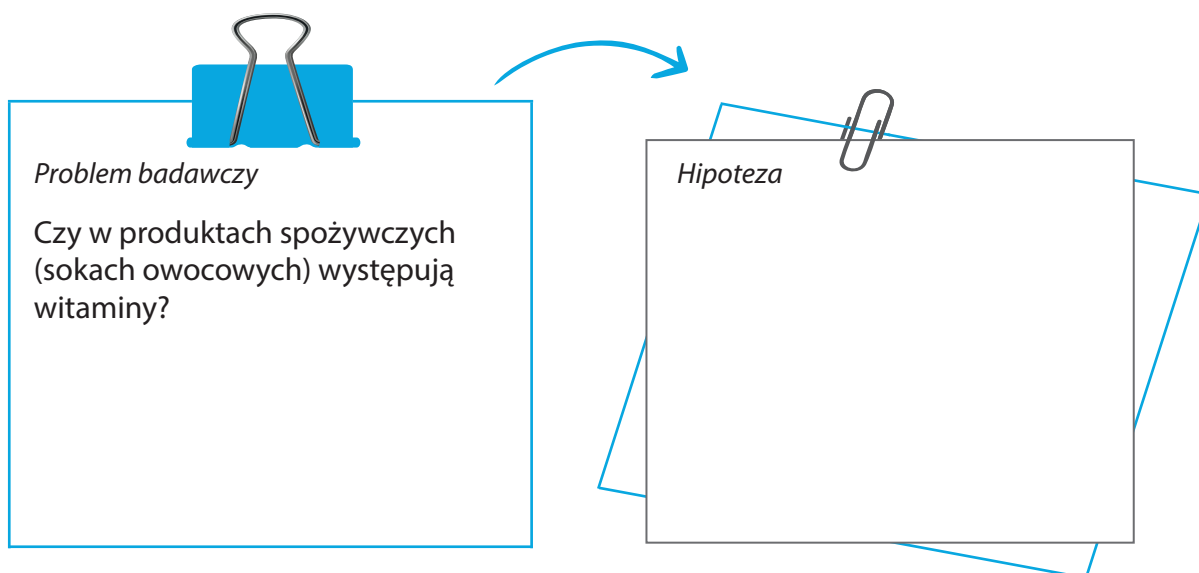 Problem badawczy
Czy w produktach spożywczych
(sokach owocowych) występują
witaminy?
Hipoteza